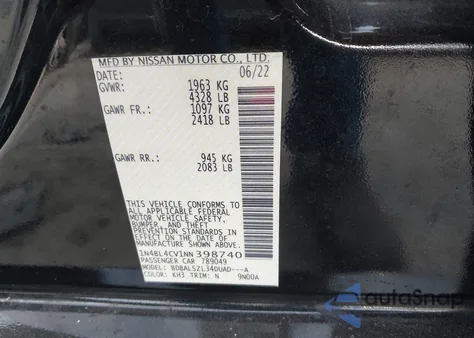 MFD BY NISSAN MOTOR CO., LTD.
DATE: 06/22
GVWR: 1963 KG
4328 LB
GAWR FR.: 1097 KG
2418 LB
GAWR RR.: 945 KG
2083 LB
THIS VEHICLE CONFORMS TO
ALL APPLICABLE FEDERAL
MOTOR VEHICLE SAFETY,
BUMPER, AND THEFT
PREVENTION STANDARDS
IN EFFECT ON THE DATE OF
MANUFACTURE SHOWN ABOVE.
1N4BL4CV1NN398740
PASSENGER CAR 789049
MODEL: BDBALSZL34DUAD---A
COLOR: KH3 TRIM: N 9N00A
autoSnap